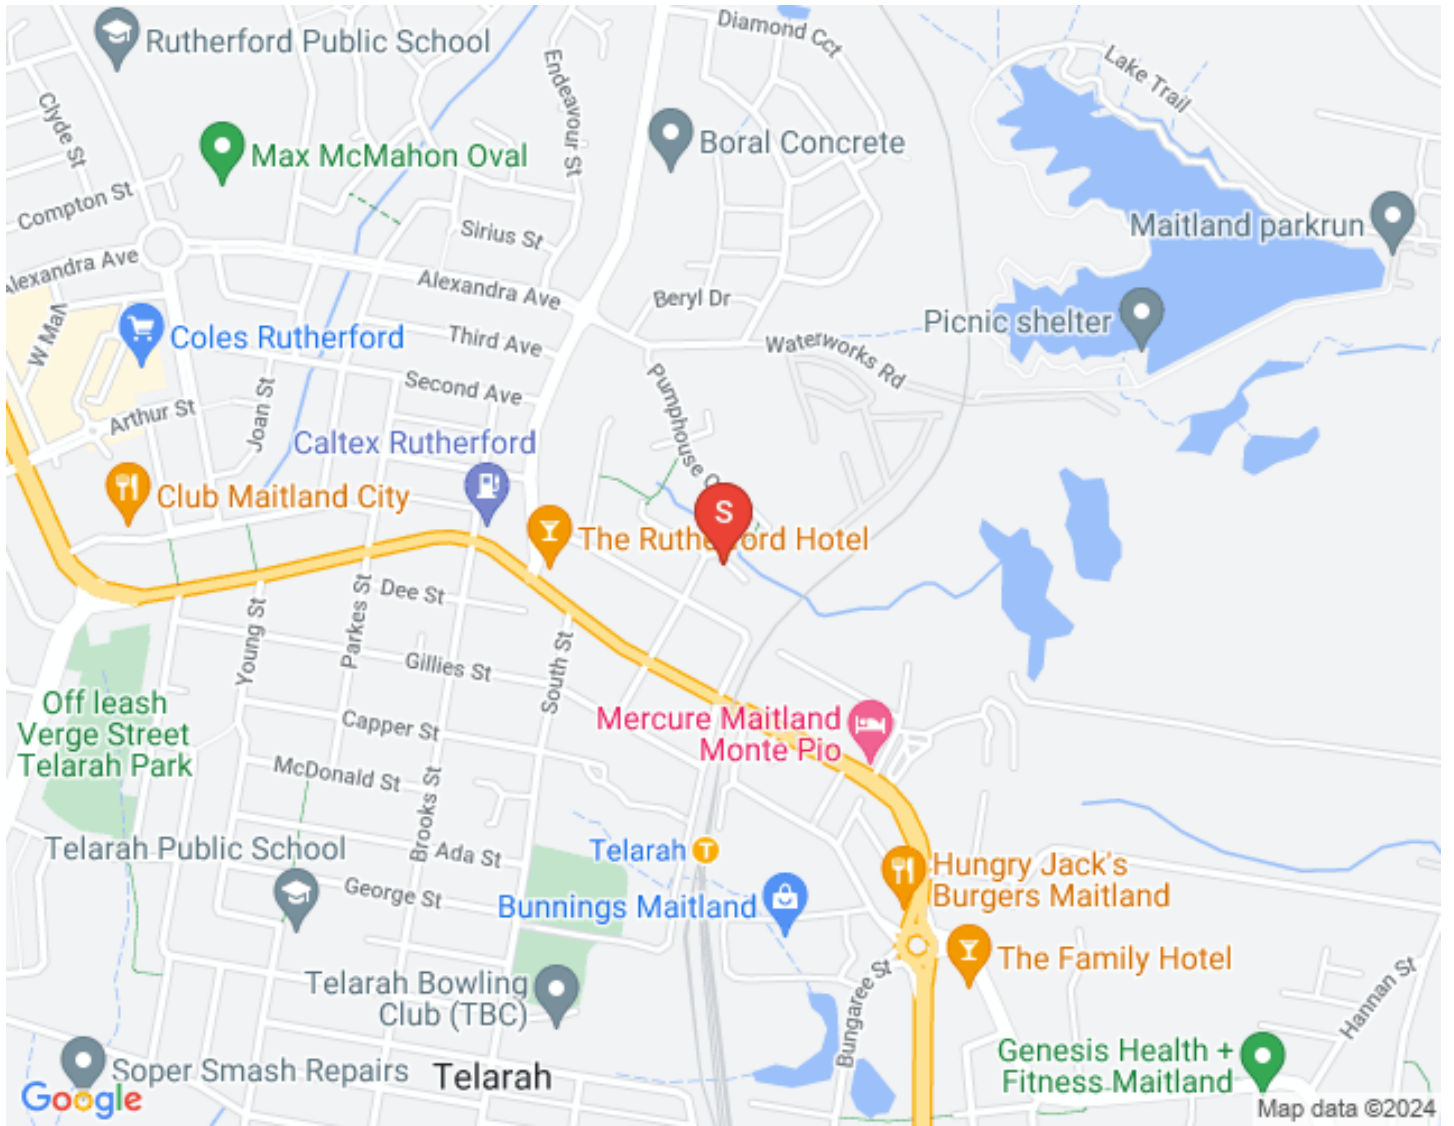 Diamond Cct
Rutherford Public School
Lake Trail
Endeavour St
Clyde St
Boral Concrete
Max McMahon Oval
Compton St
Sirius St
Maitland parkrun
Alexandra Ave
Alexandra Ave
Beryl Dr
W Mall
Picnic shelter
Coles Rutherford
Third Ave
Waterworks Rd
Second Ave
Pumphouse C
Arthur St
Joan St
Caltex Rutherford
Club Maitland City
S
The Rutherford Hotel
Dee St
Young St
Parkes St
Gillies St
South St
Off leash
Verge Street
Telarah Park
Capper St
Mercure Maitland
Monte Pio
McDonald St
Brooks St
Telarah Public School
Ada St
Telarah
T
Hungry Jack's
Burgers Maitland
George St
Bunnings Maitland
The Family Hotel
Telarah Bowling
Club (TBC)
Bungaree St
Hannan St
Genesis Health +
Fitness Maitland
Soper Smash Repairs
Telarah
Google
Map data ©2024